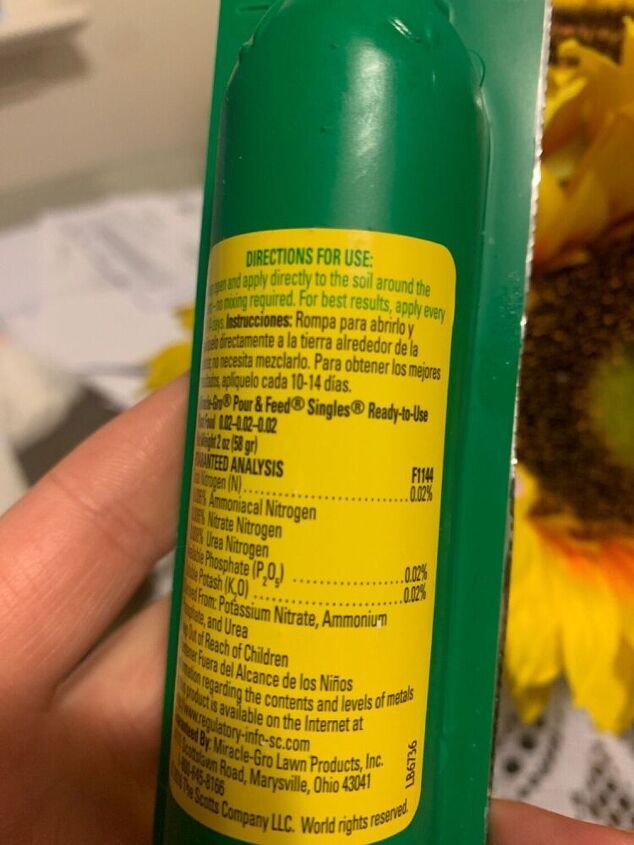 DIRECTIONS FOR USE:
open and apply directly to the soil around the
no mixing required. For best results, apply every
days. Instrucciones: Rompa para abrirlo y
directamente a la tierra alrededor de la
no necesita mezclarlo. Para obtener los mejores
apliquelo cada 10-14 días.
Pour & Feed® Singles® Ready-to-Use
Food 0.02-0.02-0.02
2 oz (58 gr)
ANALYSIS F1144
Nitrogen (N) 0.02%
Ammoniacal Nitrogen
Nitrate Nitrogen
Urea Nitrogen
Phosphate (P2O5) 0.02%
Potash (K2O) 0.02%
From: Potassium Nitrate, Ammonium
and Urea
Out of Reach of Children
Fuera del Alcance de los Niños
regarding the contents and levels of metals
product is available on the Internet at
www.regulatory-info-sc.com
By: Miracle-Gro Lawn Products, Inc.
Road, Marysville, Ohio 43041
The Scotts Company LLC. World rights reserved.
LB6736